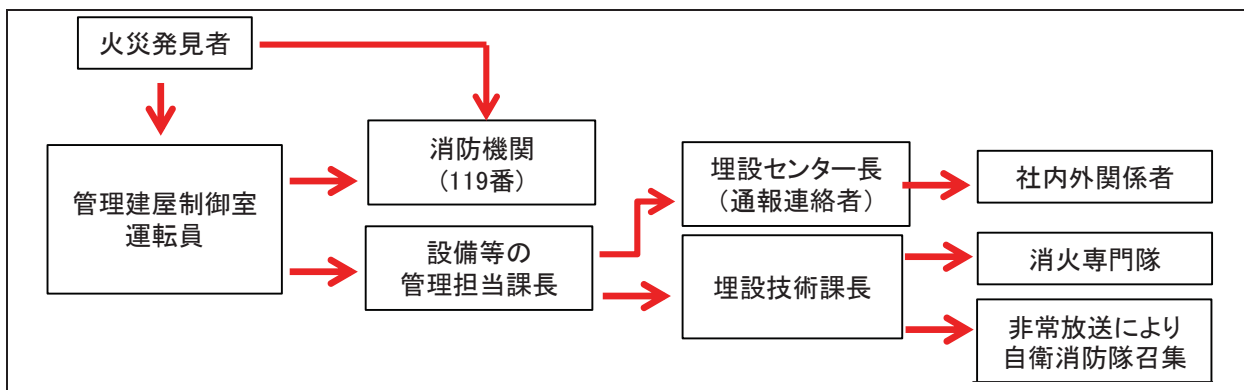 火災発見者
消防機関
(119番)
管理建屋制御室
運転員
設備等の
管理担当課長
埋設センター長
(通報連絡者)
埋設技術課長
社内外関係者
消火専門隊
非常放送により
自衛消防隊召集